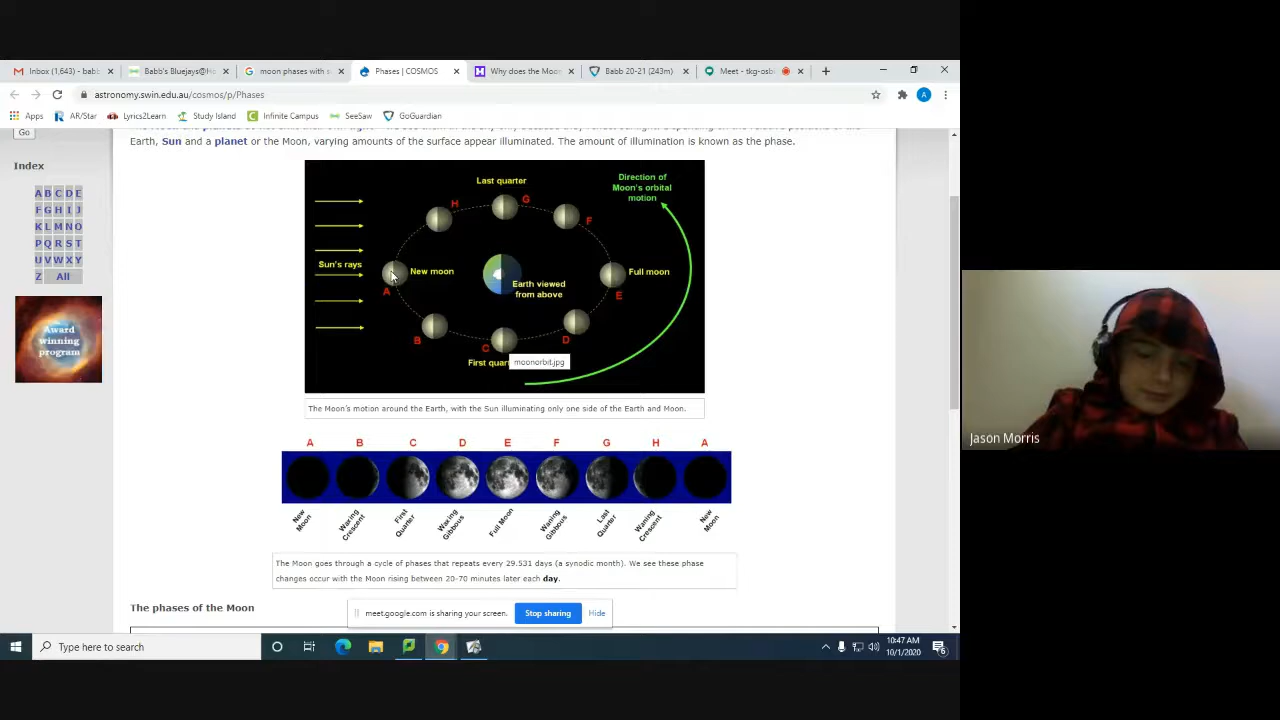 Inbox (1,643) - bab
Babb's Bluejays@Ho
moon phases with s
Phases | COSMOS
Why does the Moo
Babb 20-21 (243m)
Meet - tkg-osb
astronomy.swin.edu.au/cosmos/p/Phases
A
Apps
AR/Star
Lyrics2Learn
Study Island
Infinite Campus
SeeSaw
GoGuardian
Go
Earth, Sun and a planet or the Moon, varying amounts of the surface appear illuminated. The amount of illumination is known as the phase.
Index
A B C D E
F G H I J
K L M N O
P Q R S T
U V W X Y
Z All
Award
winning
program
Last quarter
Direction of
Moon's orbital
motion
H
G
F
Sun's rays
New moon
Full moon
Earth viewed
from above
A
E
B
C
D
First quar
moonorbit.jpg
The Moon's motion around the Earth, with the Sun illuminating only one side of the Earth and Moon.
A B C D E F G H A
New Moon
Waxing Crescent
First Quarter
Waxing Gibbous
Full Moon
Waning Gibbous
Last Quarter
Waning Crescent
New Moon
The Moon goes through a cycle of phases that repeats every 29.531 days (a synodic month). We see these phase
changes occur with the Moon rising between 20-70 minutes later each day.
The phases of the Moon
meet.google.com is sharing your screen.
Stop sharing
Hide
Type here to search
10:47 AM
10/1/2020
6
Jason Morris